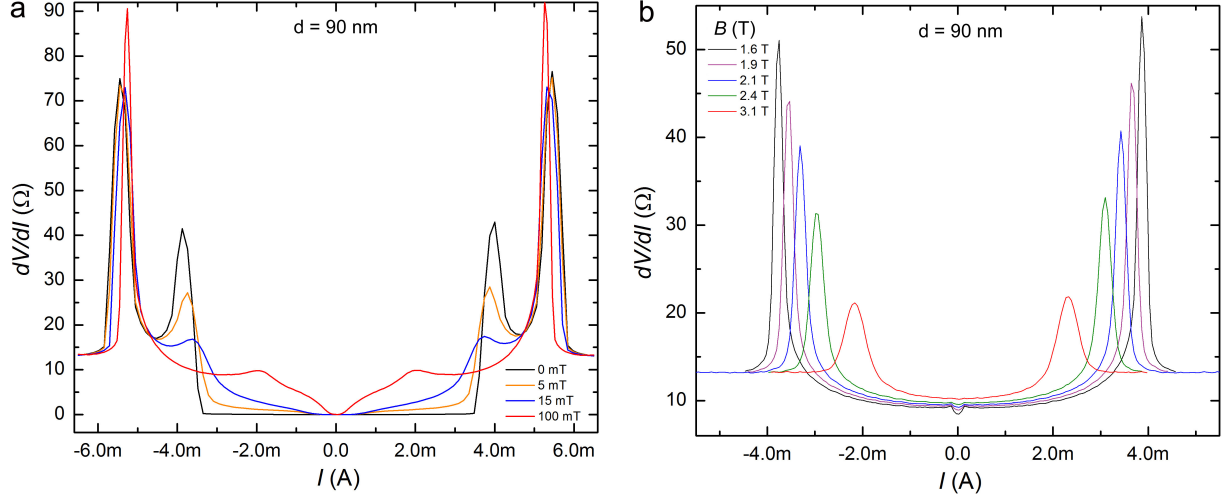 a
d = 90 nm
dV/dI (Ω)
90
80
70
60
50
40
30
20
10
0
0 mT
5 mT
15 mT
100 mT
-6.0m -4.0m -2.0m 0.0 2.0m 4.0m 6.0m
I (A)
b
d = 90 nm
B (T)
1.6 T
1.9 T
2.1 T
2.4 T
3.1 T
dV/dI (Ω)
50
40
30
20
10
-4.0m -2.0m 0.0 2.0m 4.0m
I (A)